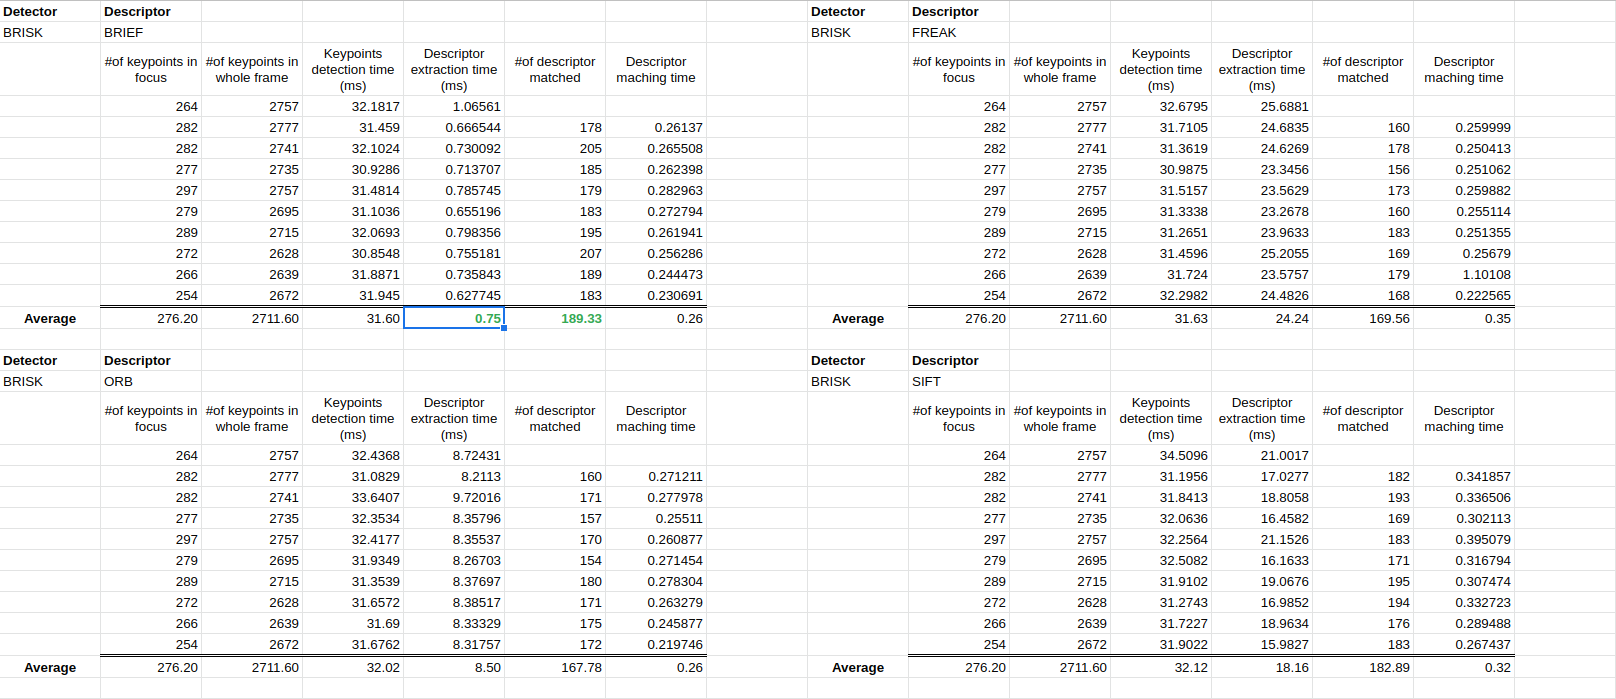 Detector Descriptor Detector Descriptor
BRISK BRIEF BRISK FREAK
#of keypoints in focus #of keypoints in whole frame Keypoints detection time (ms) Descriptor extraction time (ms) #of descriptor matched Descriptor maching time #of keypoints in focus #of keypoints in whole frame Keypoints detection time (ms) Descriptor extraction time (ms) #of descriptor matched Descriptor maching time
264 2757 32.1817 1.06561 264 2757 32.6795 25.6881
282 2777 31.459 0.666544 178 0.26137 282 2777 31.7105 24.6835 160 0.259999
282 2741 32.1024 0.730092 205 0.265508 282 2741 31.3619 24.6269 178 0.250413
277 2735 30.9286 0.713707 185 0.262398 277 2735 30.9875 23.3456 156 0.251062
297 2757 31.4814 0.785745 179 0.282963 297 2757 31.5157 23.5629 173 0.259882
279 2695 31.1036 0.655196 183 0.272794 279 2695 31.3338 23.2678 160 0.255114
289 2715 32.0693 0.798356 195 0.261941 289 2715 31.2651 23.9633 183 0.251355
272 2628 30.8548 0.755181 207 0.256286 272 2628 31.4596 25.2055 169 0.25679
266 2639 31.8871 0.735843 189 0.244473 266 2639 31.724 23.5757 179 1.10108
254 2672 31.945 0.627745 183 0.230691 254 2672 32.2982 24.4826 168 0.222565
Average 276.20 2711.60 31.60 0.75 189.33 0.26 Average 276.20 2711.60 31.63 24.24 169.56 0.35
Detector Descriptor Detector Descriptor
BRISK ORB BRISK SIFT
#of keypoints in focus #of keypoints in whole frame Keypoints detection time (ms) Descriptor extraction time (ms) #of descriptor matched Descriptor maching time #of keypoints in focus #of keypoints in whole frame Keypoints detection time (ms) Descriptor extraction time (ms) #of descriptor matched Descriptor maching time
264 2757 32.4368 8.72431 264 2757 34.5096 21.0017
282 2777 31.0829 8.2113 160 0.271211 282 2777 31.1956 17.0277 182 0.341857
282 2741 33.6407 9.72016 171 0.277978 282 2741 31.8413 18.8058 193 0.336506
277 2735 32.3534 8.35796 157 0.25511 277 2735 32.0636 16.4582 169 0.302113
297 2757 32.4177 8.35537 170 0.260877 297 2757 32.2564 21.1526 183 0.395079
279 2695 31.9349 8.26703 154 0.271454 279 2695 32.5082 16.1633 171 0.316794
289 2715 31.3539 8.37697 180 0.278304 289 2715 31.9102 19.0676 195 0.307474
272 2628 31.6572 8.38517 171 0.263279 272 2628 31.2743 16.9852 194 0.332723
266 2639 31.69 8.33329 175 0.245877 266 2639 31.7227 18.9634 176 0.289488
254 2672 31.6762 8.31757 172 0.219746 254 2672 31.9022 15.9827 183 0.267437
Average 276.20 2711.60 32.02 8.50 167.78 0.26 Average 276.20 2711.60 32.12 18.16 182.89 0.32